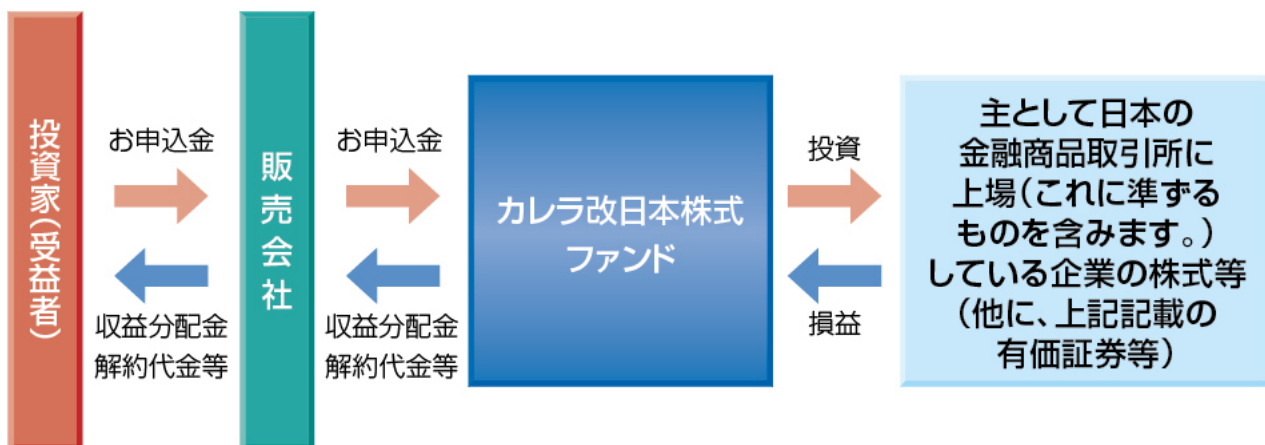 投資家(受益者)
お申込金
収益分配金
解約代金等
販売会社
お申込金
収益分配金
解約代金等
カレラ改日本株式
ファンド
投資
損益
主として日本の
金融商品取引所に
上場(これに準ずる
ものを含みます。)
している企業の株式等
(他に、上記記載の
有価証券等)